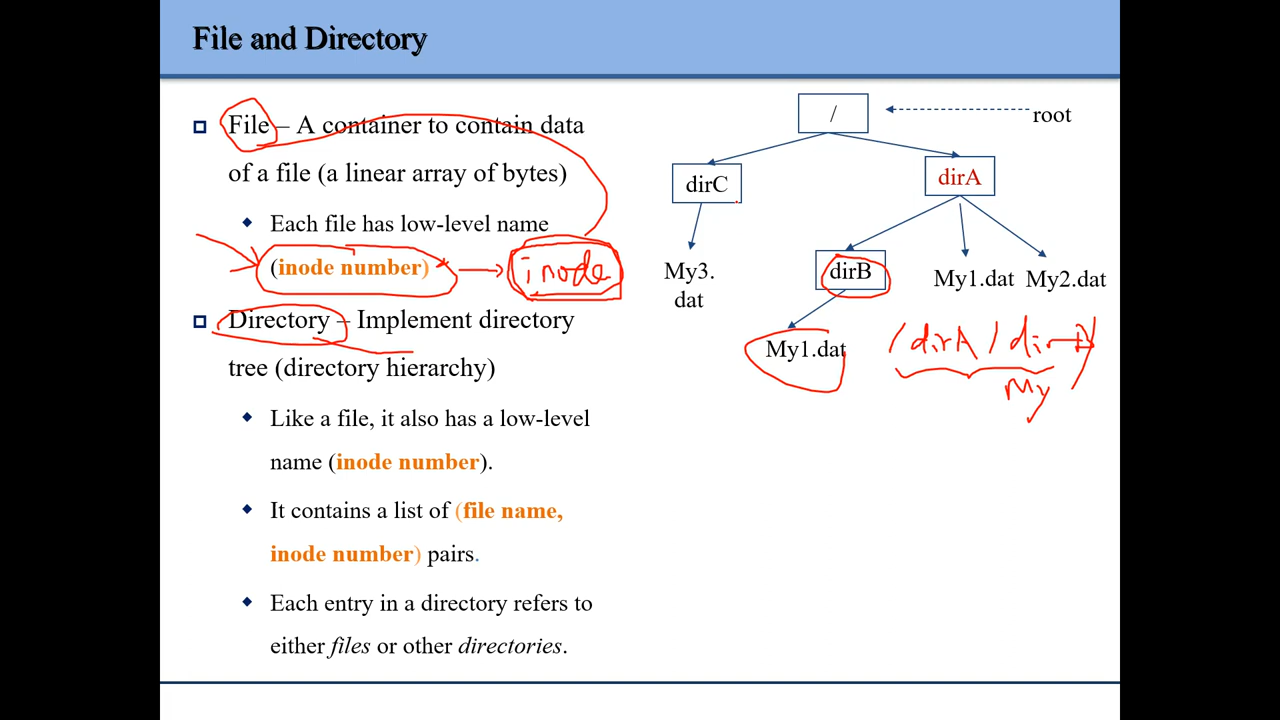 File and Directory
File – A container to contain data
of a file (a linear array of bytes)
Each file has low-level name
(inode number)
inode
Directory – Implement directory
tree (directory hierarchy)
Like a file, it also has a low-level
name (inode number).
It contains a list of (file name,
inode number) pairs.
Each entry in a directory refers to
either files or other directories.
/
root
dirC
dirA
My3.
dat
dirB
My1.dat My2.dat
My1.dat
/dirA/dir
My